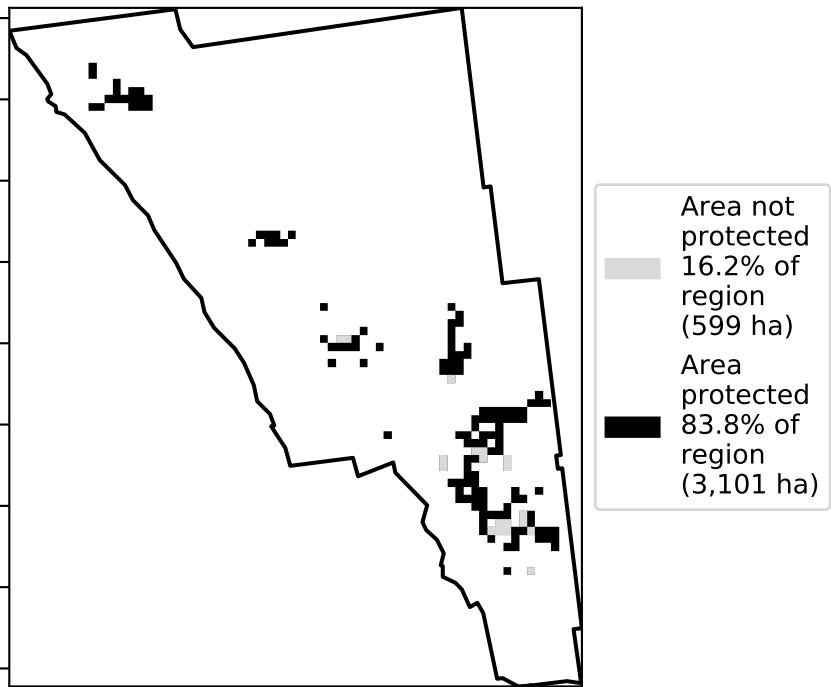 Area not
protected
16.2% of
region
(599 ha)
Area
protected
83.8% of
region
(3,101 ha)